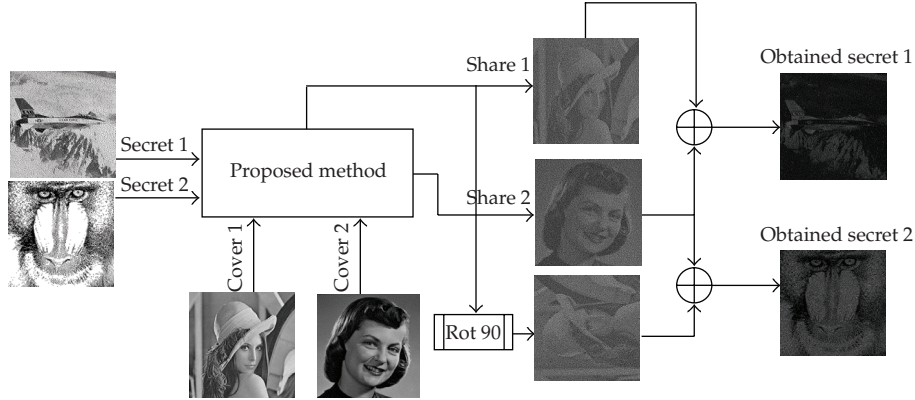 Share 1
Obtained secret 1
Secret 1
Proposed method
Secret 2
Share 2
Cover 1
Cover 2
Obtained secret 2
Rot 90